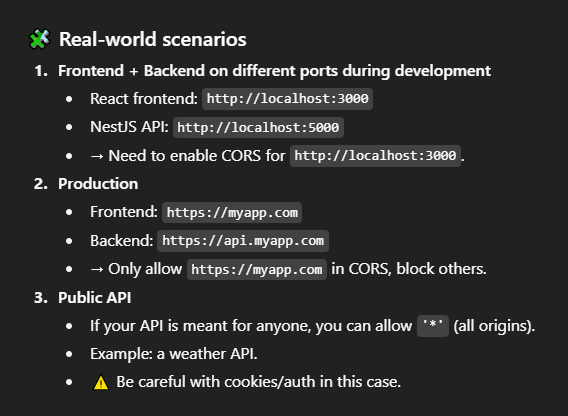 🧩 Real-world scenarios
1. Frontend + Backend on different ports during development
• React frontend: http://localhost:3000
• NestJS API: http://localhost:5000
• → Need to enable CORS for http://localhost:3000.
2. Production
• Frontend: https://myapp.com
• Backend: https://api.myapp.com
• → Only allow https://myapp.com in CORS, block others.
3. Public API
• If your API is meant for anyone, you can allow '*' (all origins).
• Example: a weather API.
• ⚠️ Be careful with cookies/auth in this case.